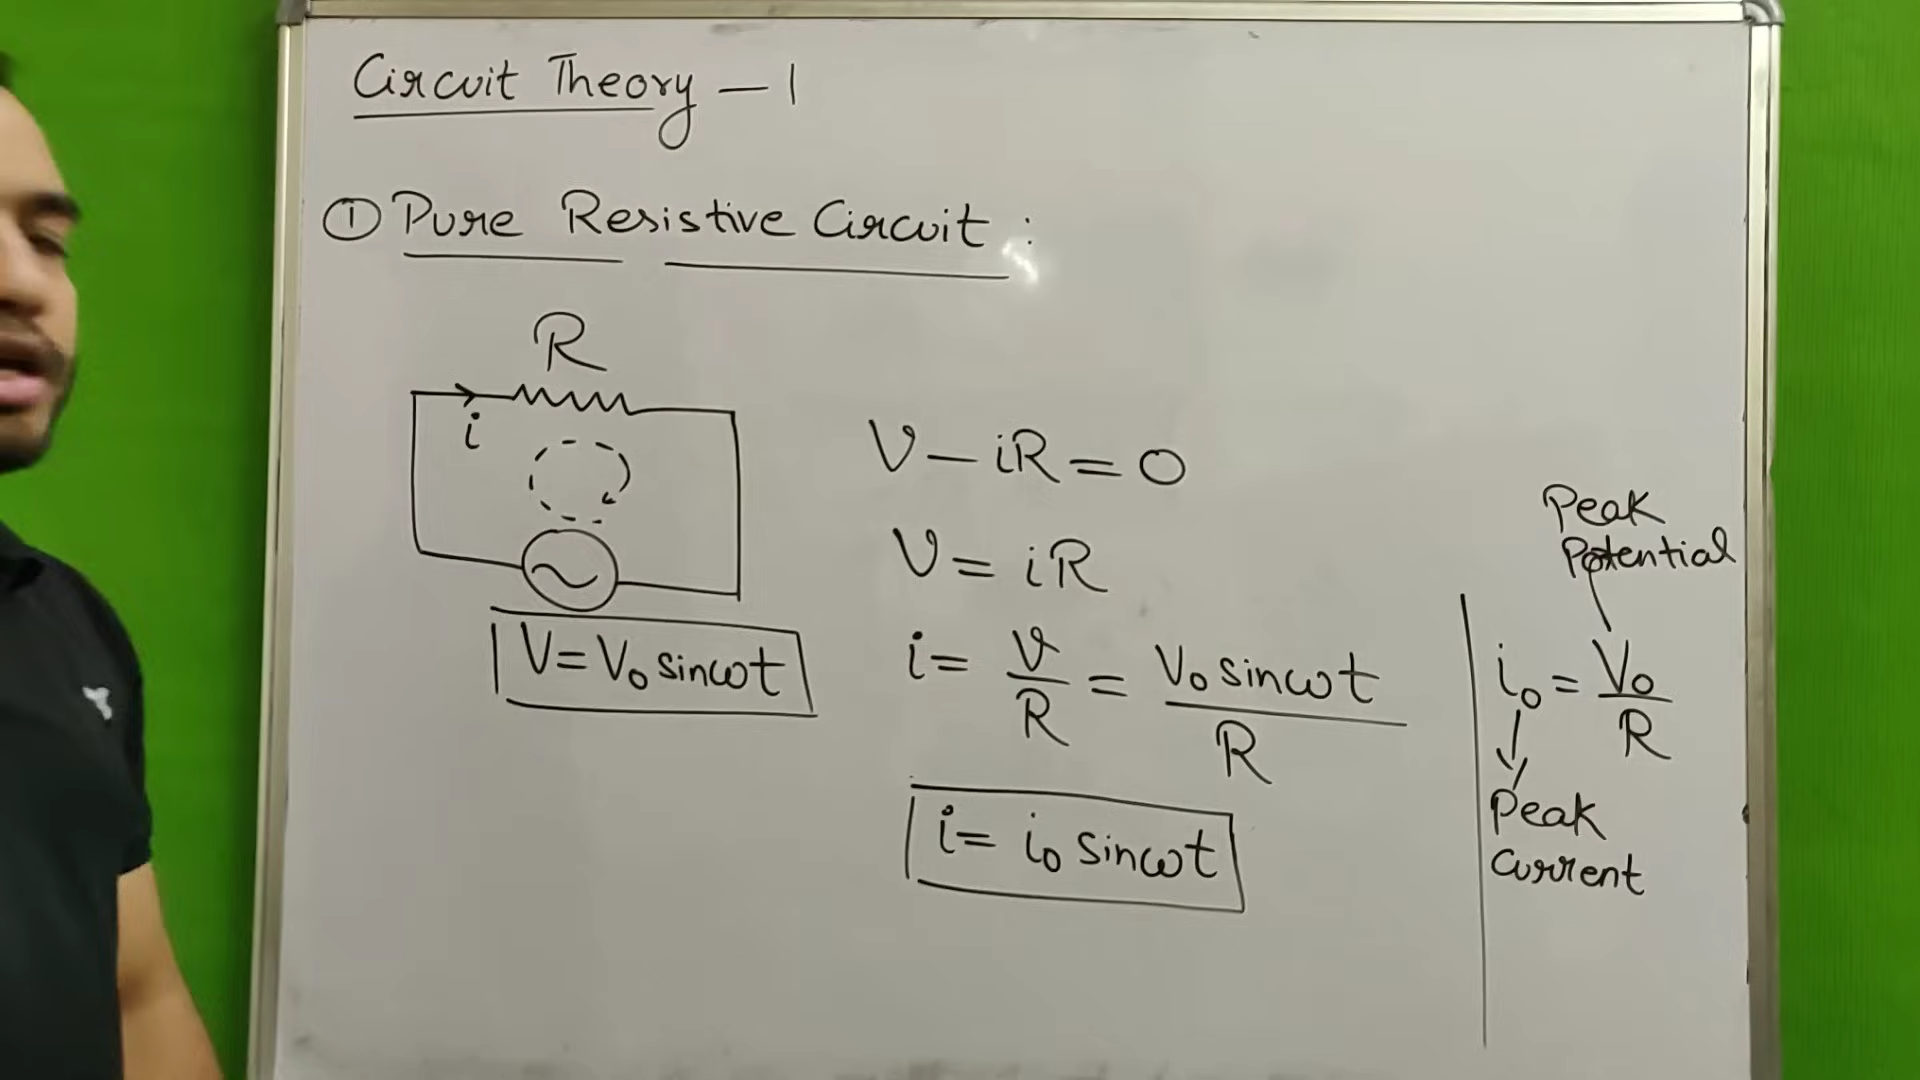 Circuit Theory – 1
① Pure Resistive Circuit :
R
i
V = V₀ sinωt
V – iR = 0
V = iR
i = V/R = V₀ sinωt/R
i = i₀ sinωt
Peak
Potential
i₀ = V₀/R
Peak
Current